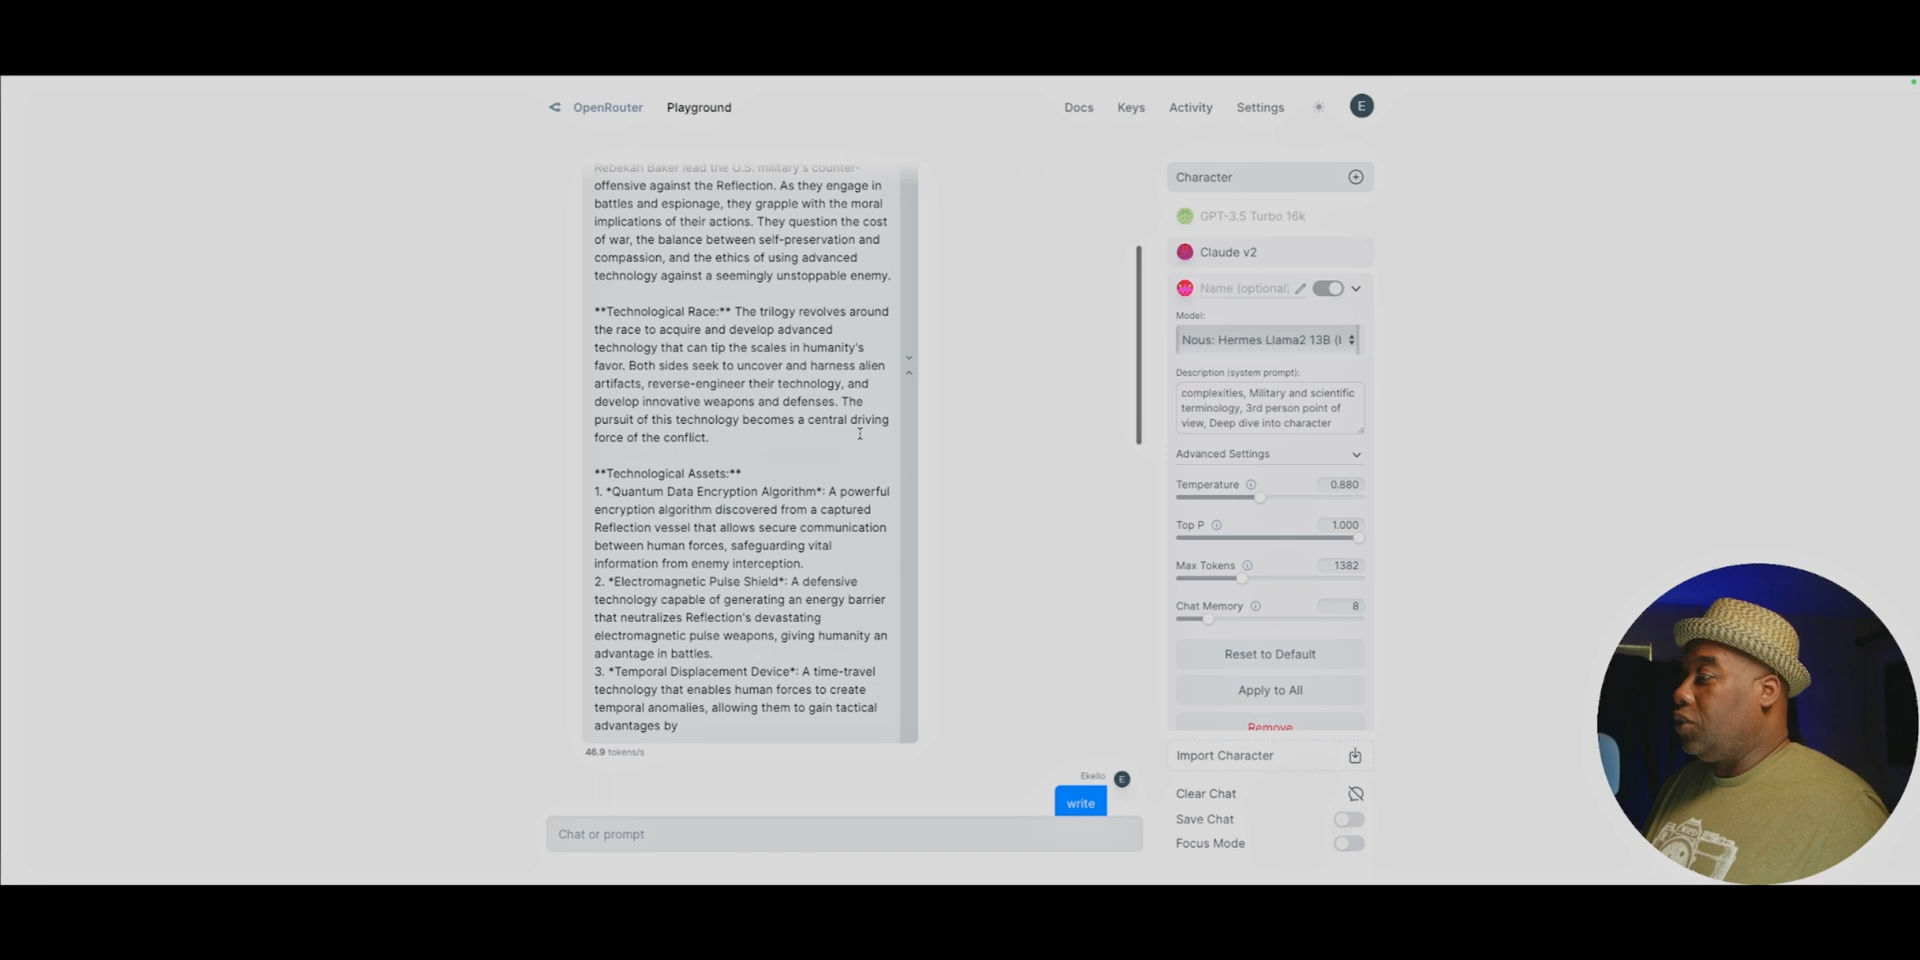 OpenRouter
Playground
Docs
Keys
Activity
Settings
E
Rebekah Baker lead the U.S. military's counter-
offensive against the Reflection. As they engage in
battles and espionage, they grapple with the moral
implications of their actions. They question the cost
of war, the balance between self-preservation and
compassion, and the ethics of using advanced
technology against a seemingly unstoppable enemy.
**Technological Race:** The trilogy revolves around
the race to acquire and develop advanced
technology that can tip the scales in humanity's
favor. Both sides seek to uncover and harness alien
artifacts, reverse-engineer their technology, and
develop innovative weapons and defenses. The
pursuit of this technology becomes a central driving
force of the conflict.
**Technological Assets:**
1. *Quantum Data Encryption Algorithm*: A powerful
encryption algorithm discovered from a captured
Reflection vessel that allows secure communication
between human forces, safeguarding vital
information from enemy interception.
2. *Electromagnetic Pulse Shield*: A defensive
technology capable of generating an energy barrier
that neutralizes Reflection's devastating
electromagnetic pulse weapons, giving humanity an
advantage in battles.
3. *Temporal Displacement Device*: A time-travel
technology that enables human forces to create
temporal anomalies, allowing them to gain tactical
advantages by
46.9 tokens/s
Ekello
E
write
Chat or prompt
Character
GPT-3.5 Turbo 16k
Claude v2
Name (optional)
Model:
Nous: Hermes Llama2 13B (
Description (system prompt):
complexities, Military and scientific
terminology, 3rd person point of
view, Deep dive into character
Advanced Settings
Temperature
0.880
Top P
1.000
Max Tokens
1382
Chat Memory
8
Reset to Default
Apply to All
Remove
Import Character
Clear Chat
Save Chat
Focus Mode